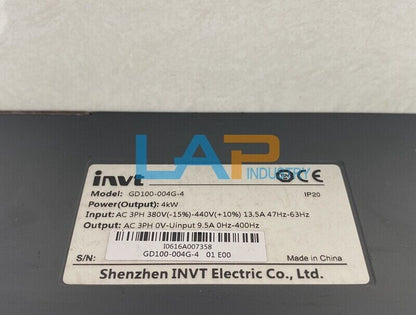 invt
CE
Model: GD100-004G-4
IP20
Power(Output): 4kW
Input: AC 3PH 380V(-15%)-440V(+10%) 13.5A 47Hz-63Hz
Output: AC 3PH 0V-Uinput 9.5A 0Hz-400Hz
I0616A007358
S/N:
GD100-004G-4 01 E00
Made in China
Shenzhen INVT Electric Co., Ltd.
LAP
INDUSTRY